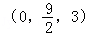 (0, 9/2, 3)